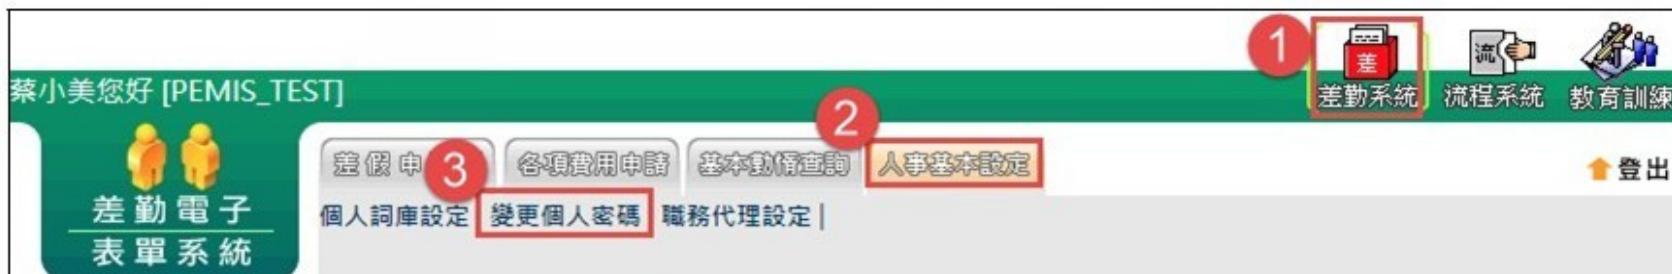 1
差
流
差勤系統 流程系統 教育訓練
蔡小美您好 [PEMIS_TEST]
2
差假申 3 各項費用申請 基本勤惰查詢 人事基本設定 登出
個人詞庫設定 變更個人密碼 職務代理設定 |
差勤電子
表單系統